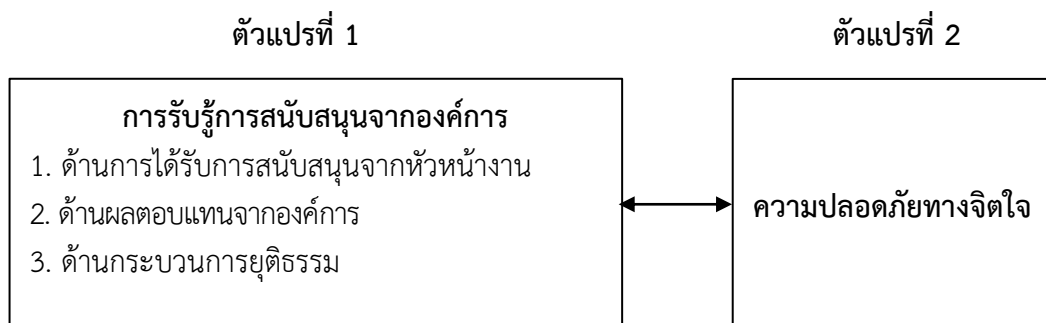 ตัวแปรที่ 1
ตัวแปรที่ 2
การรับรู้การสนับสนุนจากองค์การ
1. ด้านการได้รับการสนับสนุนจากหัวหน้างาน
2. ด้านผลตอบแทนจากองค์การ
3. ด้านกระบวนการยุติธรรม
ความปลอดภัยทางจิตใจ